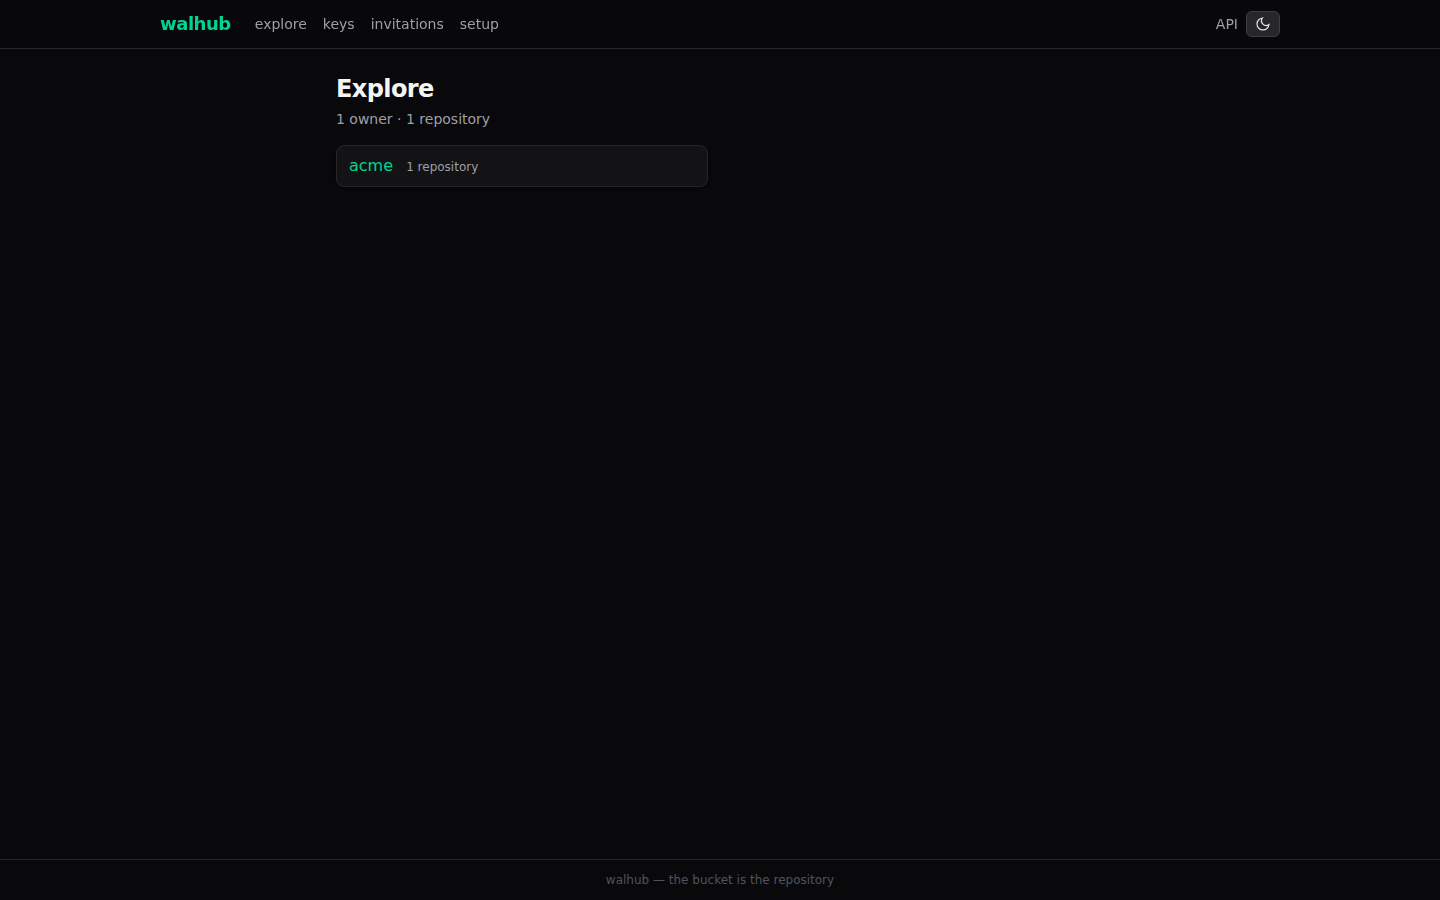 walhub explore keys invitations setup API
Explore
1 owner · 1 repository
acme 1 repository
walhub — the bucket is the repository